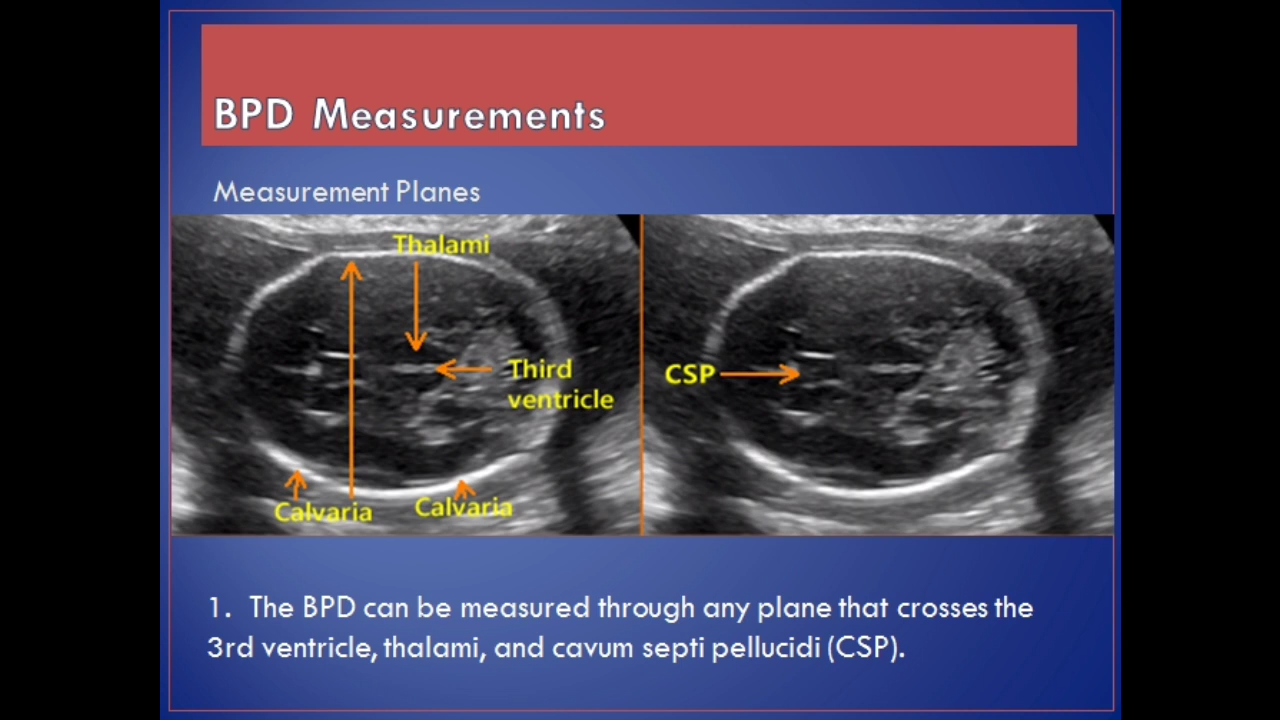 BPD Measurements
Measurement Planes
Thalami
Third
ventricle
Calvaria
Calvaria
CSP
1. The BPD can be measured through any plane that crosses the
3rd ventricle, thalami, and cavum septi pellucidi (CSP).